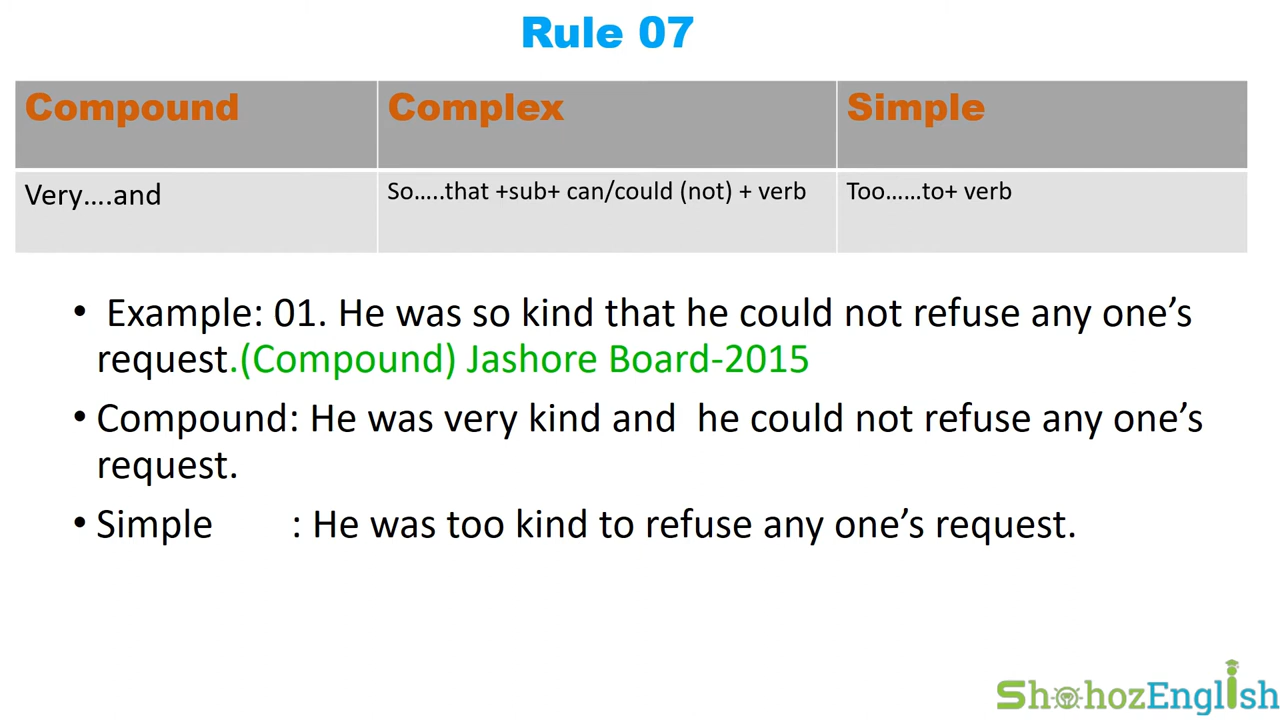 Rule 07
Compound Complex Simple
Very....and So.....that +sub+ can/could (not) + verb Too......to+ verb
• Example: 01. He was so kind that he could not refuse any one’s
request.(Compound) Jashore Board-2015
• Compound: He was very kind and he could not refuse any one’s
request.
• Simple : He was too kind to refuse any one’s request.
ShohozEnglish